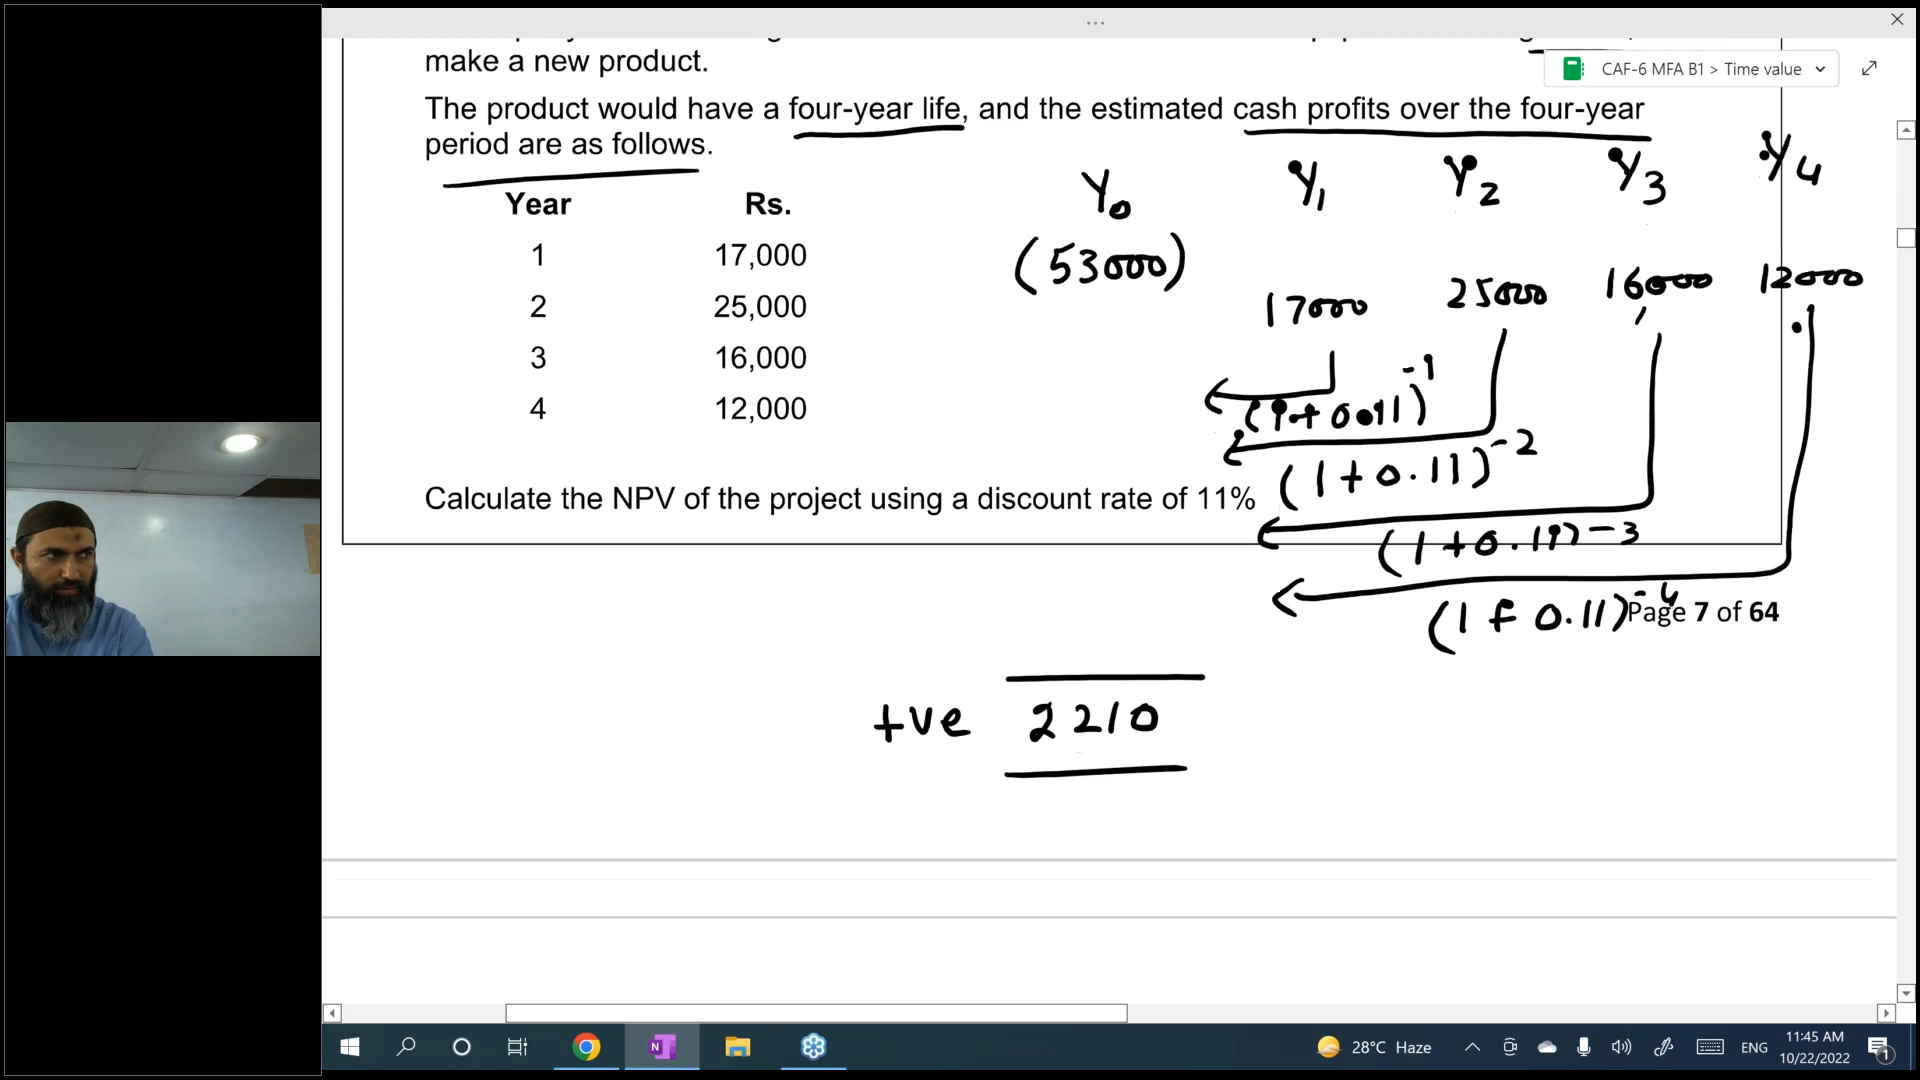 make a new product.
CAF-6 MFA B1 > Time value
The product would have a four-year life, and the estimated cash profits over the four-year
period are as follows.
Year Rs.
1 17,000
2 25,000
3 16,000
4 12,000
Y0 Y1 Y2 Y3 Y4
(53000)
17000 25000 16000 12000
(1+0.11)-1
(1+0.11)-2
Calculate the NPV of the project using a discount rate of 11%
(1+0.11)-3
(1+0.11)-4
Page 7 of 64
+ve 2210
28°C Haze
ENG
11:45 AM
10/22/2022
1